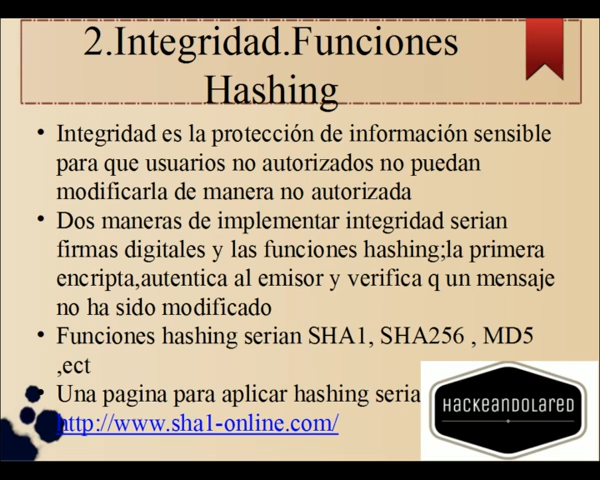 2.Integridad.Funciones
Hashing
• Integridad es la protección de información sensible
para que usuarios no autorizados no puedan
modificarla de manera no autorizada
• Dos maneras de implementar integridad serian
firmas digitales y las funciones hashing;la primera
encripta,autentica al emisor y verifica q un mensaje
no ha sido modificado
• Funciones hashing serian SHA1, SHA256 , MD5
,ect
• Una pagina para aplicar hashing seria
http://www.sha1-online.com/
HACKEANDOLARED